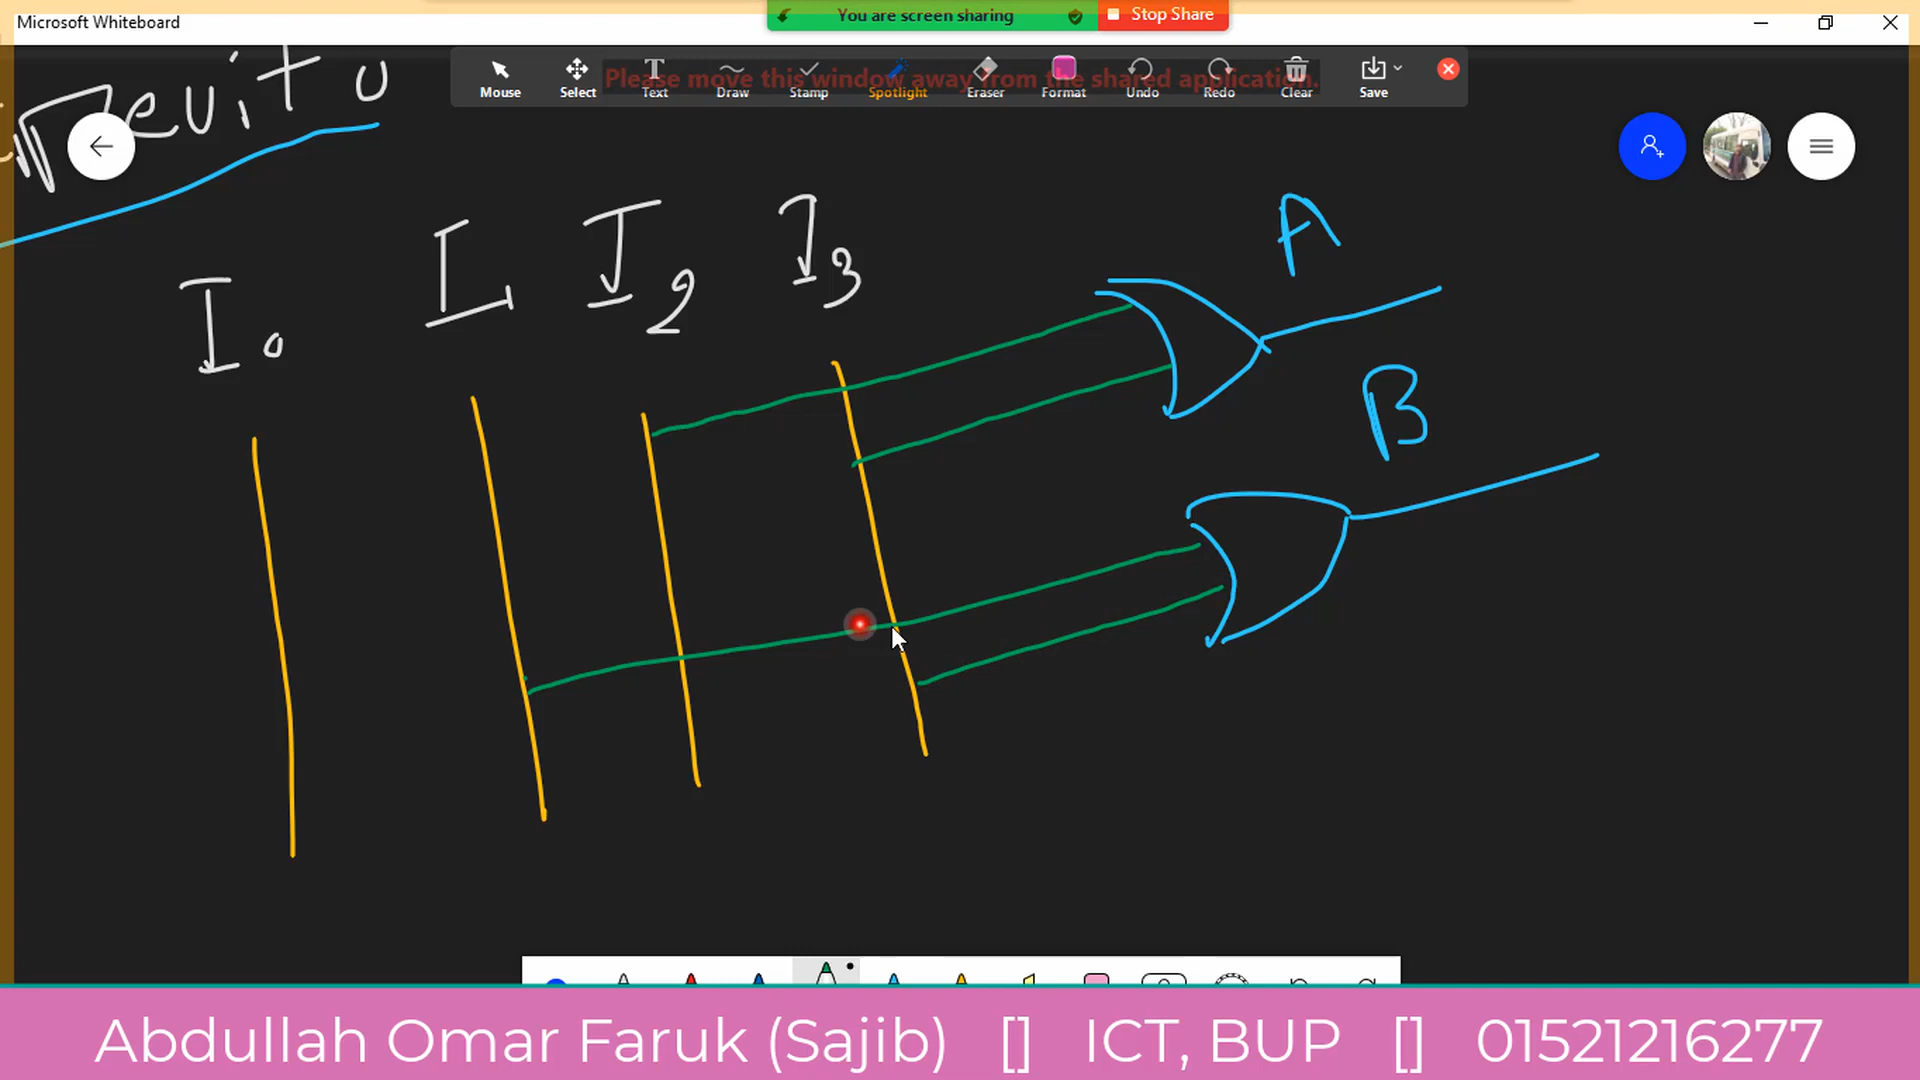 Microsoft Whiteboard
You are screen sharing
Stop Share
Please move this window away from the shared application.
Mouse Select Text Draw Stamp Spotlight Eraser Format Undo Redo Clear Save
I0 I1 I2 I3
A
B
Abdullah Omar Faruk (Sajib) [] ICT, BUP [] 01521216277